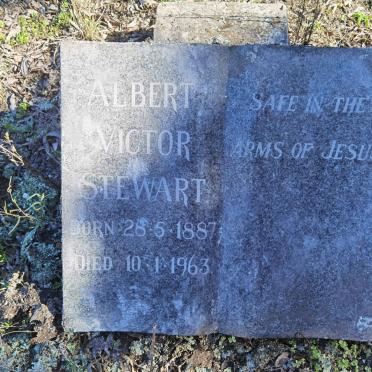 ALBERT
VICTOR
STEWART
BORN 28·5·1887
DIED 10·1·1963
SAFE IN THE
ARMS OF JESU